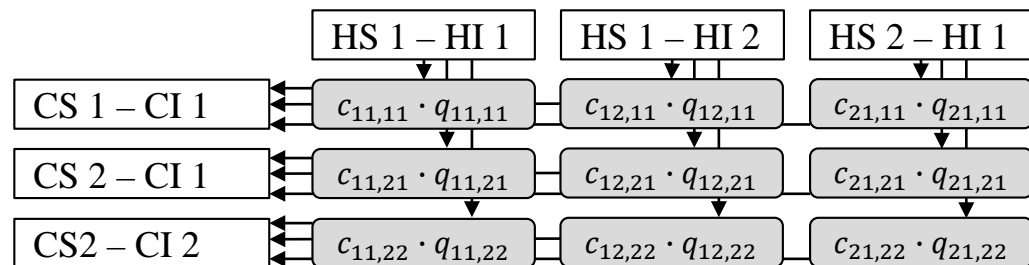 HS 1 – HI 1 HS 1 – HI 2 HS 2 – HI 1
CS 1 – CI 1 c₁₁,₁₁ · q₁₁,₁₁ c₁₂,₁₁ · q₁₂,₁₁ c₂₁,₁₁ · q₂₁,₁₁
CS 2 – CI 1 c₁₁,₂₁ · q₁₁,₂₁ c₁₂,₂₁ · q₁₂,₂₁ c₂₁,₂₁ · q₂₁,₂₁
CS2 – CI 2 c₁₁,₂₂ · q₁₁,₂₂ c₁₂,₂₂ · q₁₂,₂₂ c₂₁,₂₂ · q₂₁,₂₂